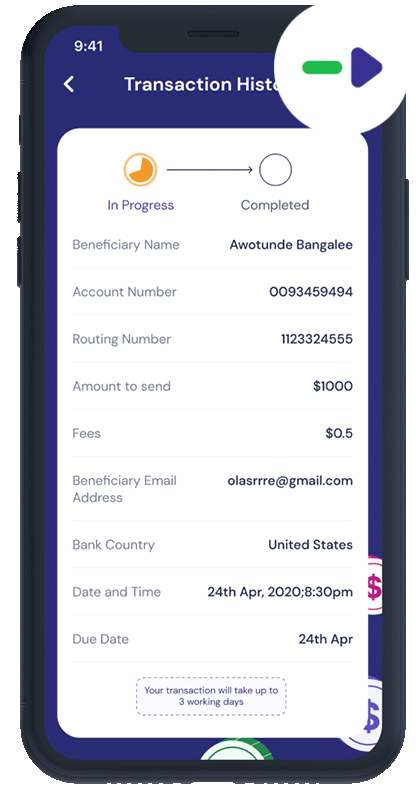 9:41
Transaction Histo
In Progress
Completed
Beneficiary Name
Awotunde Bangalee
Account Number
0093459494
Routing Number
1123324555
Amount to send
$1000
Fees
$0.5
Beneficiary Email
Address
olasrrre@gmail.com
Bank Country
United States
Date and Time
24th Apr, 2020;8:30pm
Due Date
24th Apr
$
Your transaction will take up to
3 working days
$